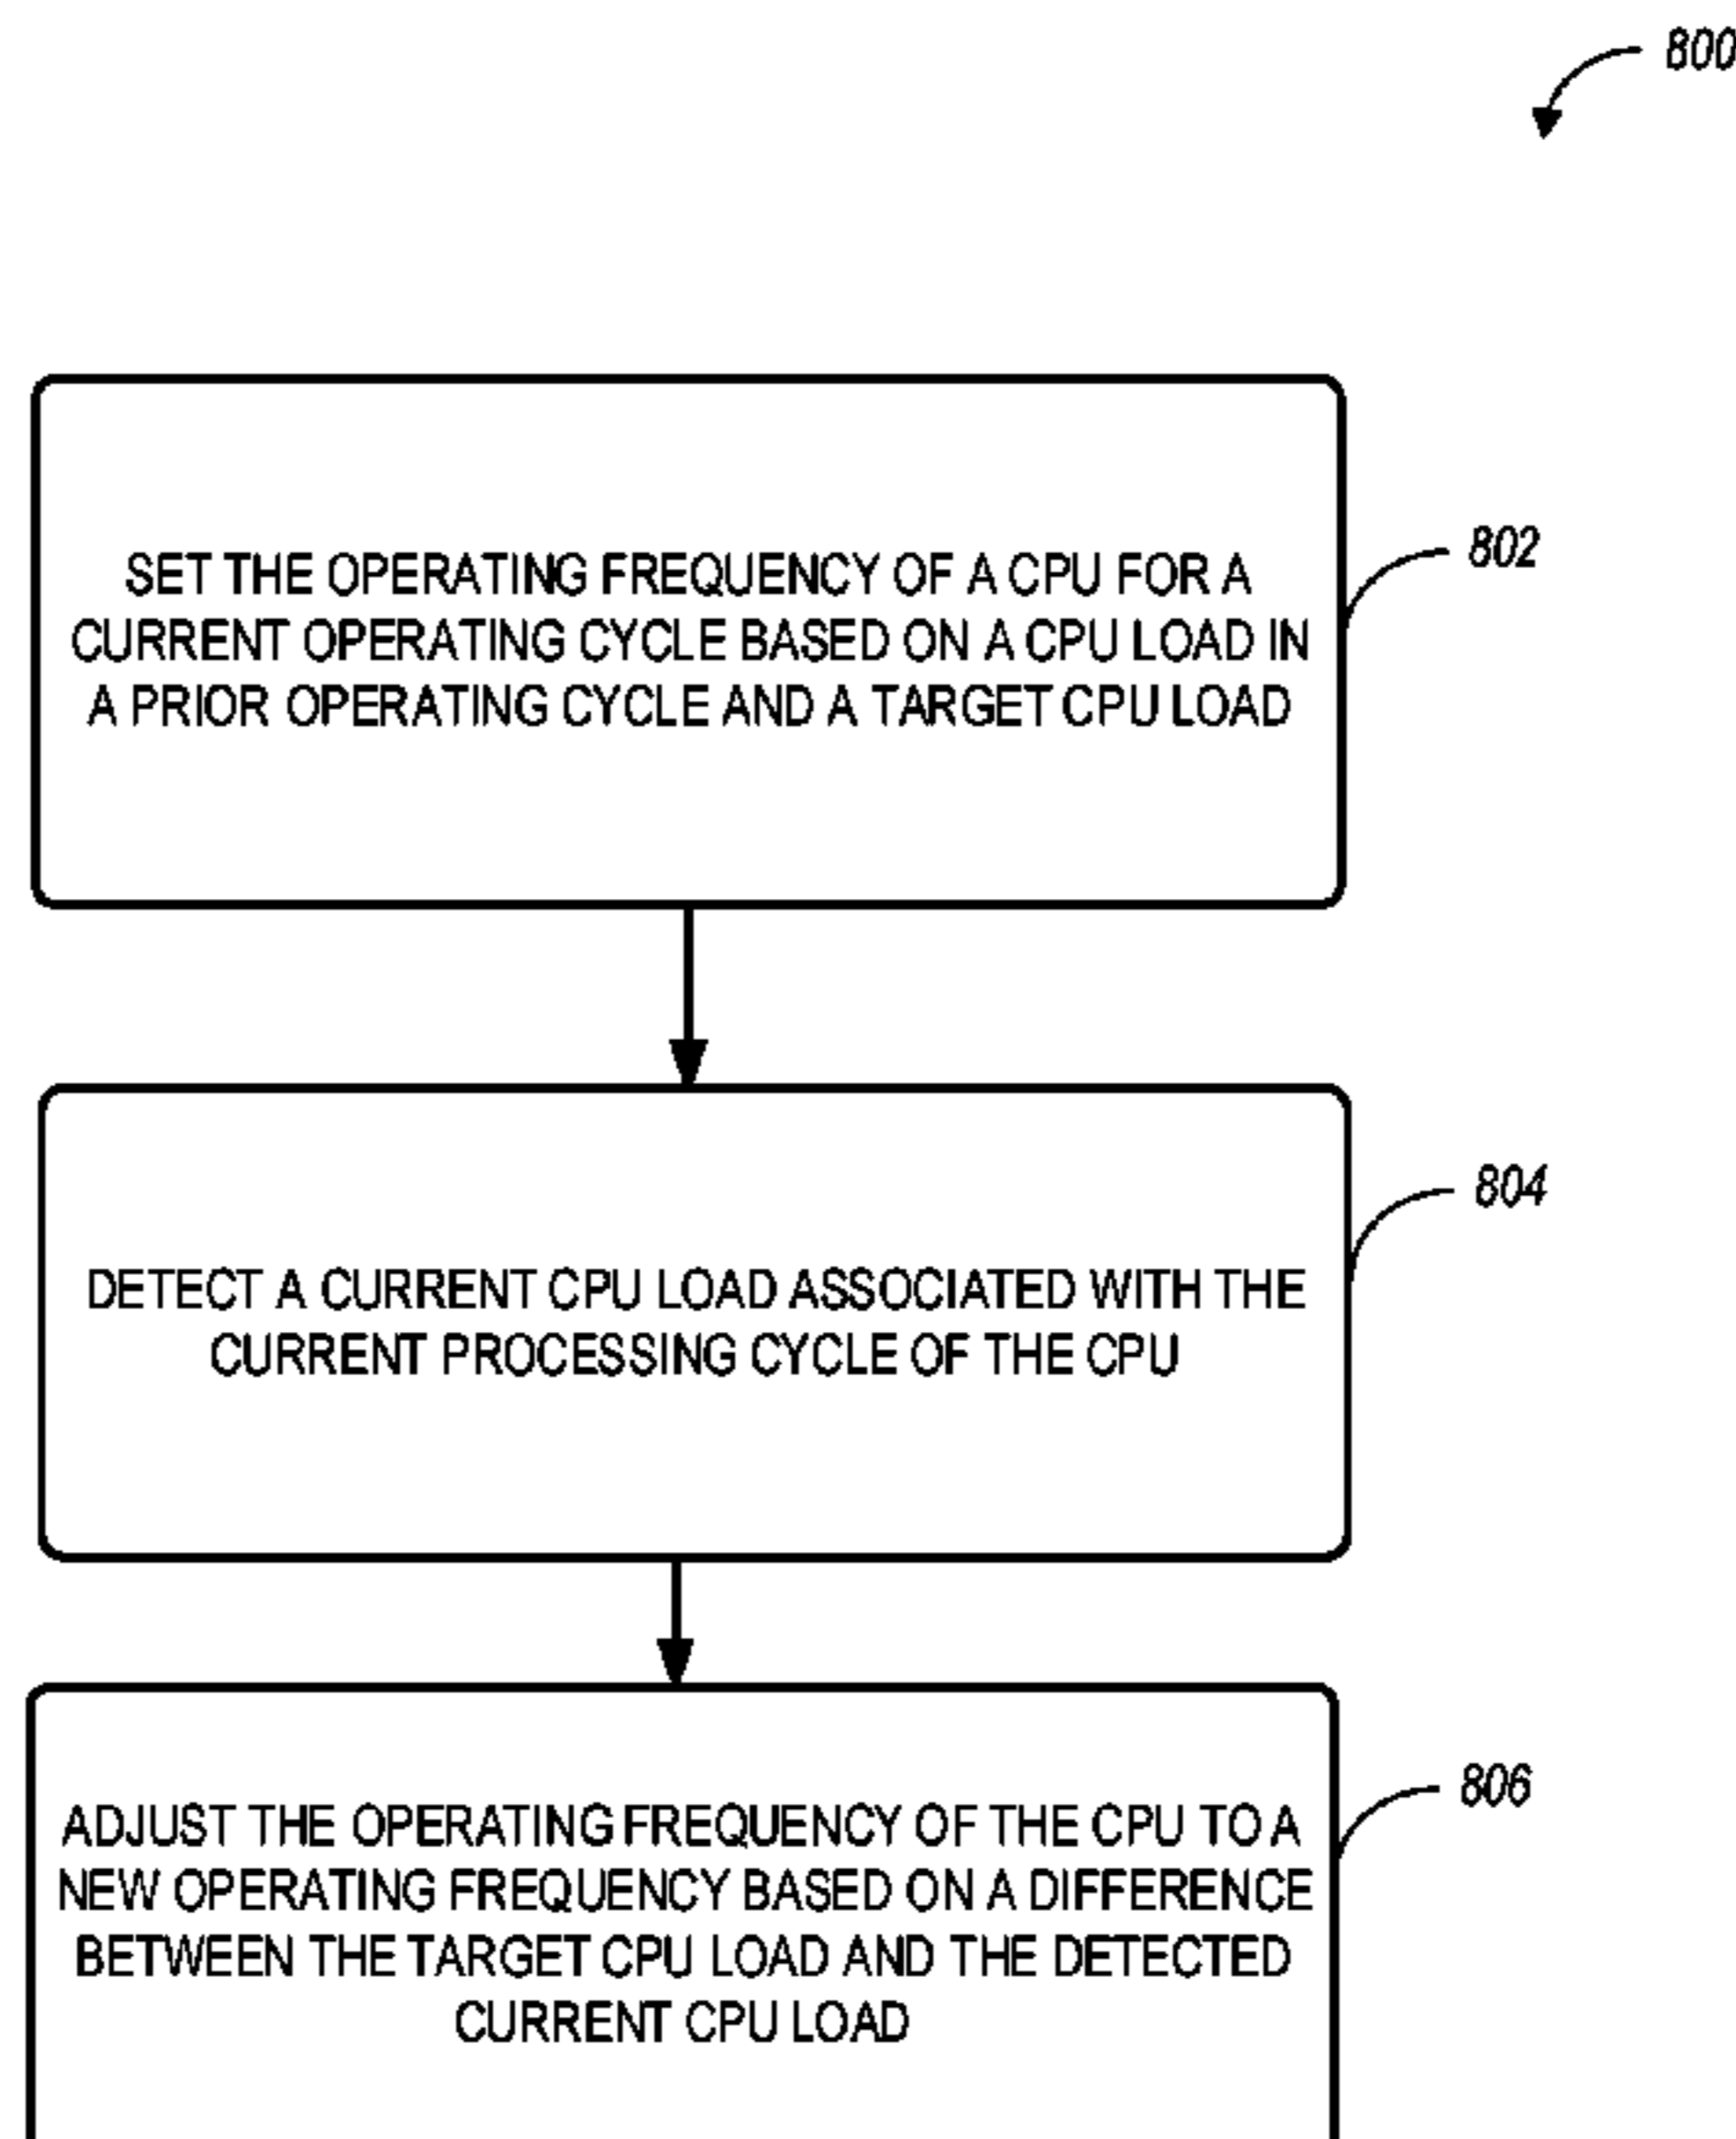 800
SET THE OPERATING FREQUENCY OF A CPU FOR A
CURRENT OPERATING CYCLE BASED ON A CPU LOAD IN
A PRIOR OPERATING CYCLE AND A TARGET CPU LOAD
802
DETECT A CURRENT CPU LOAD ASSOCIATED WITH THE
CURRENT PROCESSING CYCLE OF THE CPU
804
ADJUST THE OPERATING FREQUENCY OF THE CPU TO A
NEW OPERATING FREQUENCY BASED ON A DIFFERENCE
BETWEEN THE TARGET CPU LOAD AND THE DETECTED
CURRENT CPU LOAD
806